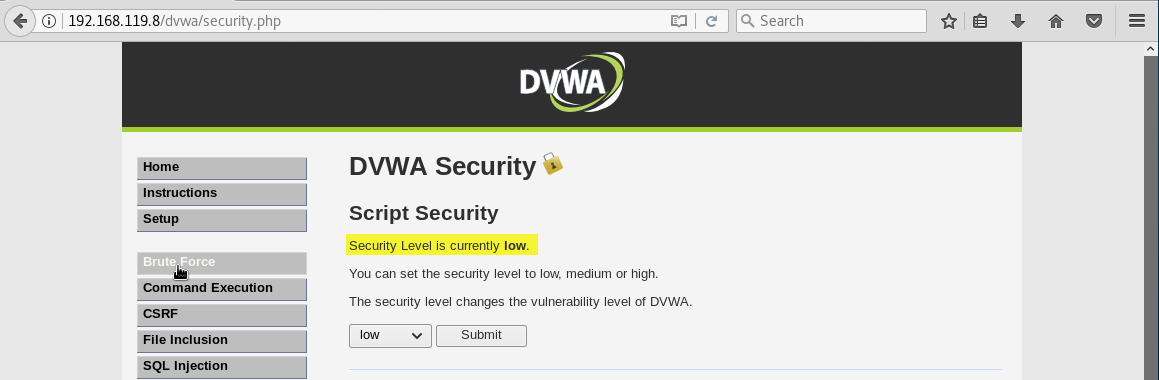 192.168.119.8/dvwa/security.php
Search
DVWA
Home
Instructions
Setup
Brute Force
Command Execution
CSRF
File Inclusion
SQL Injection
DVWA Security
Script Security
Security Level is currently low.
You can set the security level to low, medium or high.
The security level changes the vulnerability level of DVWA.
low
Submit